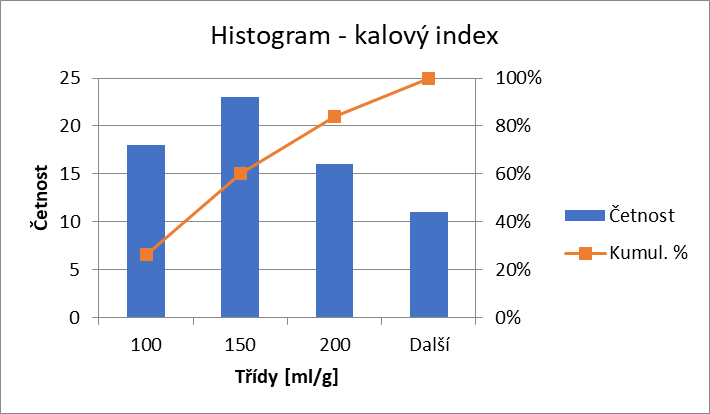 Histogram - kalový index
25
20
15
10
5
0
Četnost
100%
80%
60%
40%
20%
0%
100
150
200
Další
Třídy [ml/g]
Četnost
Kumul. %